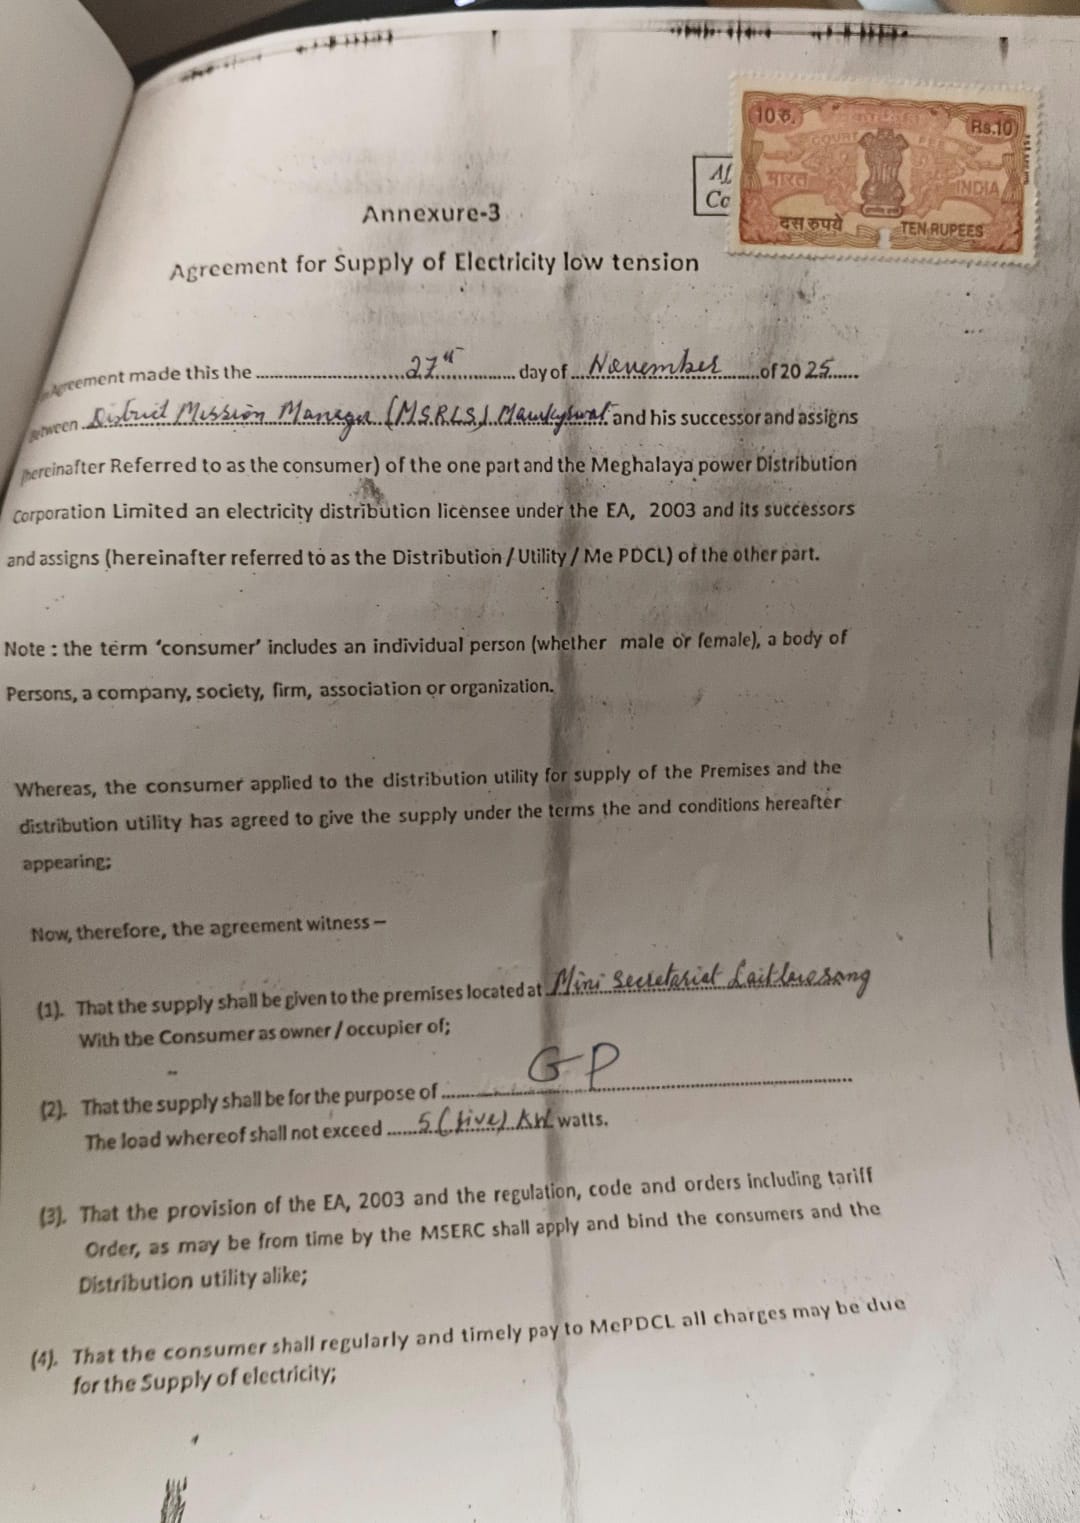 10रु.
Rs.10
COURT FEE
भारत
INDIA
दस रुपये
TEN RUPEES
Annexure-3
Agreement for Supply of Electricity low tension
Agreement made this the 27th day of November of 2025
between District Mission Manager (MSRLS) Mawkyrwat and his successor and assigns
(hereinafter Referred to as the consumer) of the one part and the Meghalaya power Distribution
Corporation Limited an electricity distribution licensee under the EA, 2003 and its successors
and assigns (hereinafter referred to as the Distribution / Utility / Me PDCL) of the other part.
Note : the term ‘consumer’ includes an individual person (whether male or female), a body of
Persons, a company, society, firm, association or organization.
Whereas, the consumer applied to the distribution utility for supply of the Premises and the
distribution utility has agreed to give the supply under the terms the and conditions hereafter
appearing;
Now, therefore, the agreement witness –
(1). That the supply shall be given to the premises located at Mini Secretariat
With the Consumer as owner / occupier of;
(2). That the supply shall be for the purpose of GP
The load whereof shall not exceed 5 (five) KW watts.
(3). That the provision of the EA, 2003 and the regulation, code and orders including tariff
Order, as may be from time by the MSERC shall apply and bind the consumers and the
Distribution utility alike;
(4). That the consumer shall regularly and timely pay to MePDCL all charges may be due
for the Supply of electricity;